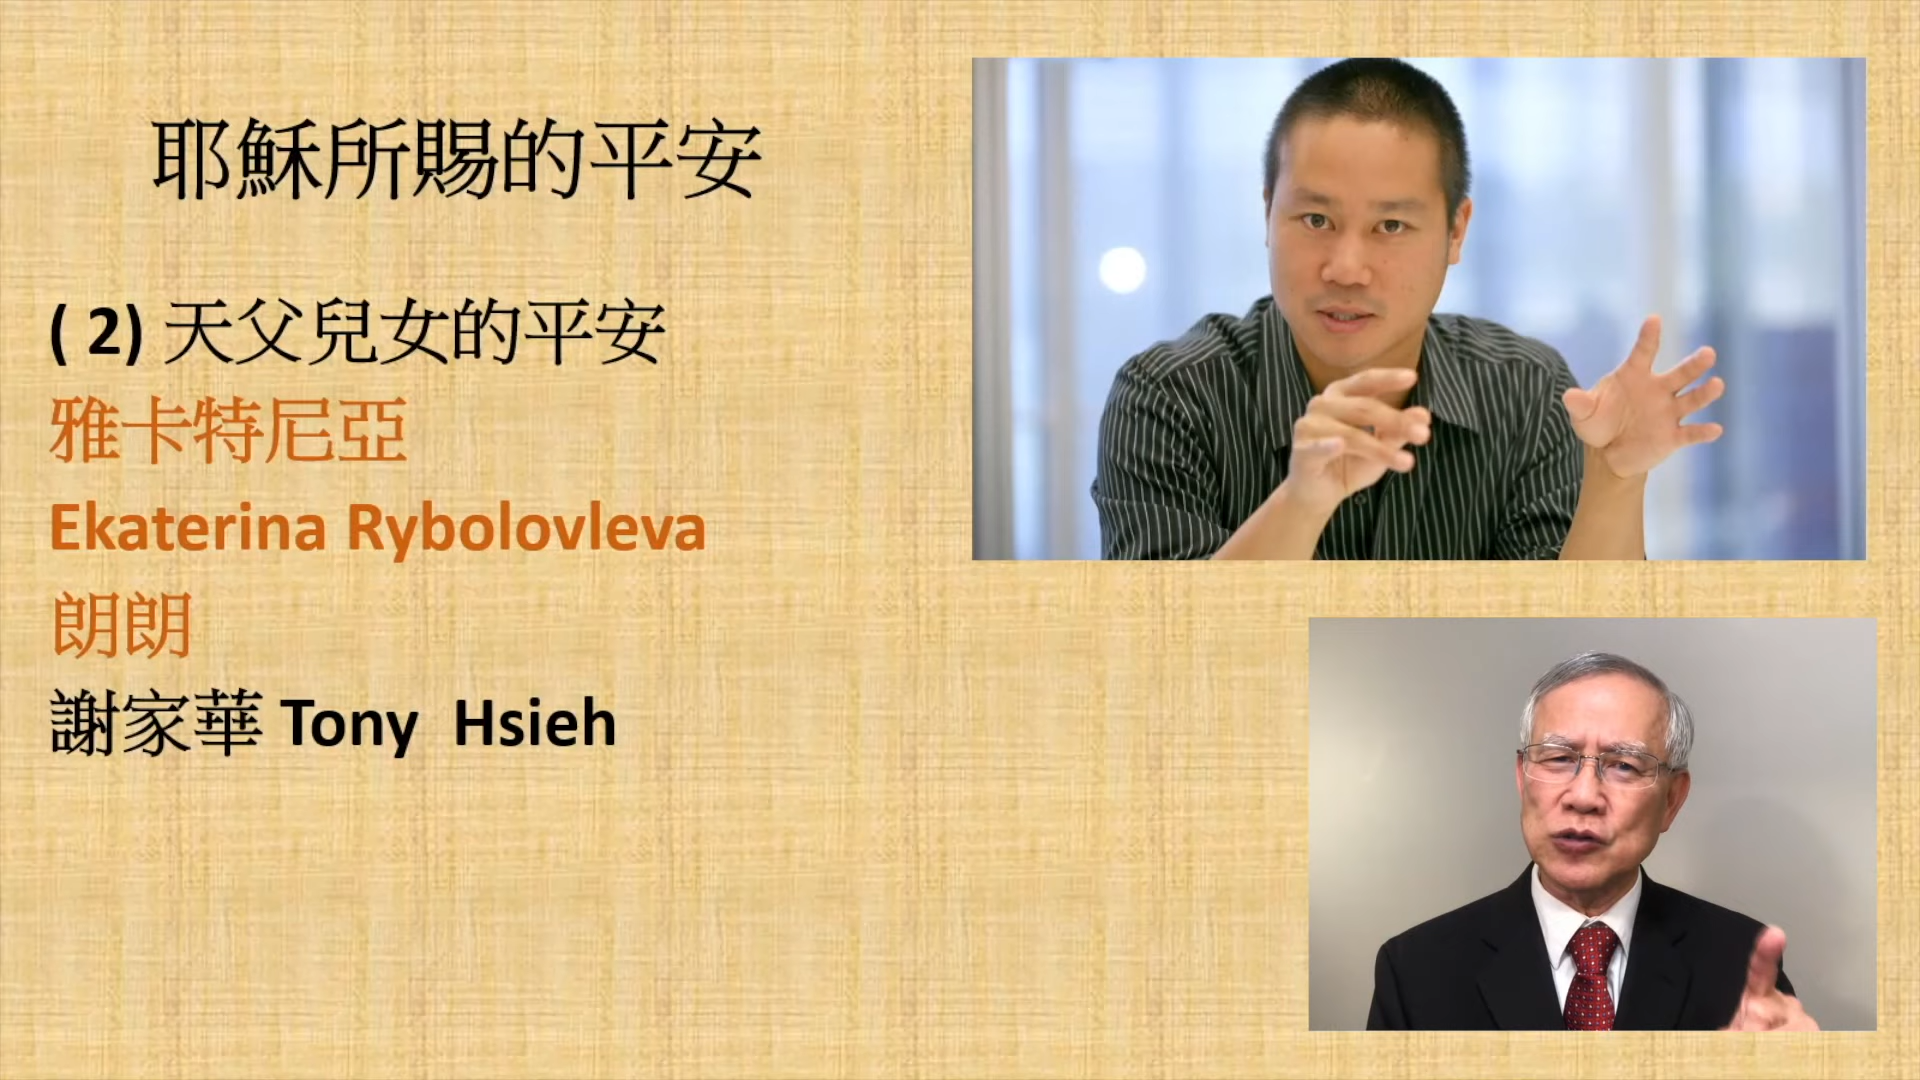 耶穌所賜的平安
( 2) 天父兒女的平安
雅卡特尼亞
Ekaterina Rybolovleva
朗朗
謝家華 Tony Hsieh